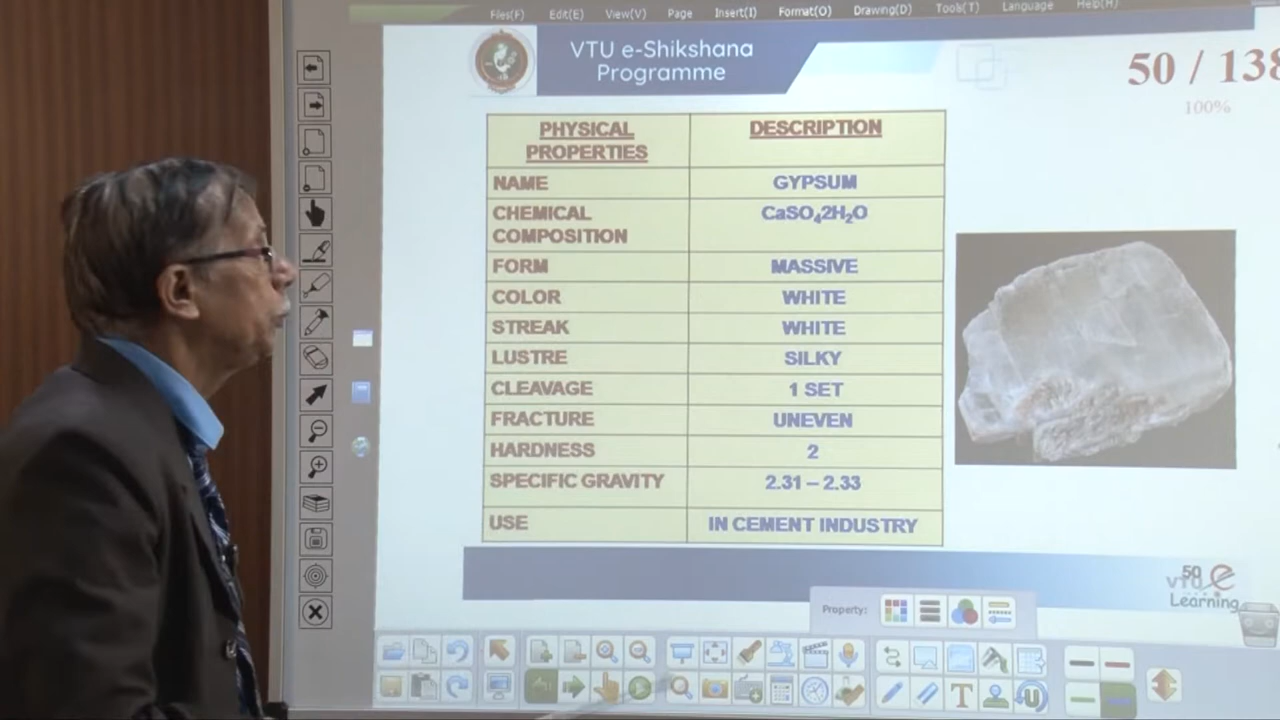 Files(F) Edit(E) View(V) Page Insert(I) Format(O) Drawing(D) Tools(T) Language Help(H)
VTU e-Shikshana
Programme
50 / 138
100%
PHYSICAL
PROPERTIES
DESCRIPTION
NAME GYPSUM
CHEMICAL
COMPOSITION
CaSO₄2H₂O
FORM MASSIVE
COLOR WHITE
STREAK WHITE
LUSTRE SILKY
CLEAVAGE 1 SET
FRACTURE UNEVEN
HARDNESS 2
SPECIFIC GRAVITY 2.31 – 2.33
USE IN CEMENT INDUSTRY
50
VTU e
Learning
Property: